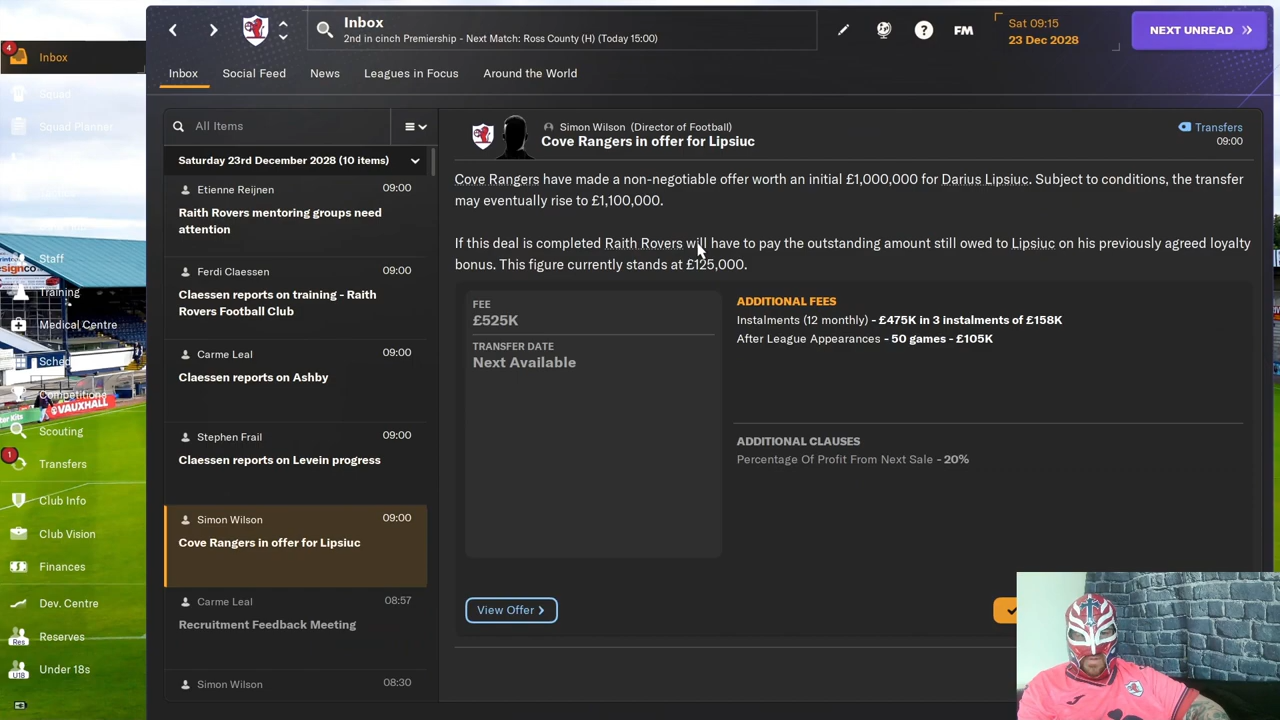 Inbox
2nd in cinch Premiership - Next Match: Ross County (H) (Today 15:00)
FM
Sat 09:15
23 Dec 2028
NEXT UNREAD
4
Inbox
Squad
Squad Planner
Staff
Training
Medical Centre
Sched
Competitions
Scouting
1
Transfers
Club Info
Club Vision
Finances
Dev. Centre
Res
Reserves
U18
Under 18s
VAUXHALL
Inbox
Social Feed
News
Leagues in Focus
Around the World
All Items
Saturday 23rd December 2028 (10 items)
Etienne Reijnen
09:00
Raith Rovers mentoring groups need
attention
Ferdi Claessen
09:00
Claessen reports on training - Raith
Rovers Football Club
Carme Leal
09:00
Claessen reports on Ashby
Stephen Frail
09:00
Claessen reports on Levein progress
Simon Wilson
09:00
Cove Rangers in offer for Lipsiuc
Carme Leal
08:57
Recruitment Feedback Meeting
Simon Wilson
08:30
Simon Wilson (Director of Football)
Cove Rangers in offer for Lipsiuc
Transfers
09:00
Cove Rangers have made a non-negotiable offer worth an initial £1,000,000 for Darius Lipsiuc. Subject to conditions, the transfer
may eventually rise to £1,100,000.
If this deal is completed Raith Rovers will have to pay the outstanding amount still owed to Lipsiuc on his previously agreed loyalty
bonus. This figure currently stands at £125,000.
FEE
£525K
TRANSFER DATE
Next Available
ADDITIONAL FEES
Instalments (12 monthly) - £475K in 3 instalments of £158K
After League Appearances - 50 games - £105K
ADDITIONAL CLAUSES
Percentage Of Profit From Next Sale - 20%
View Offer